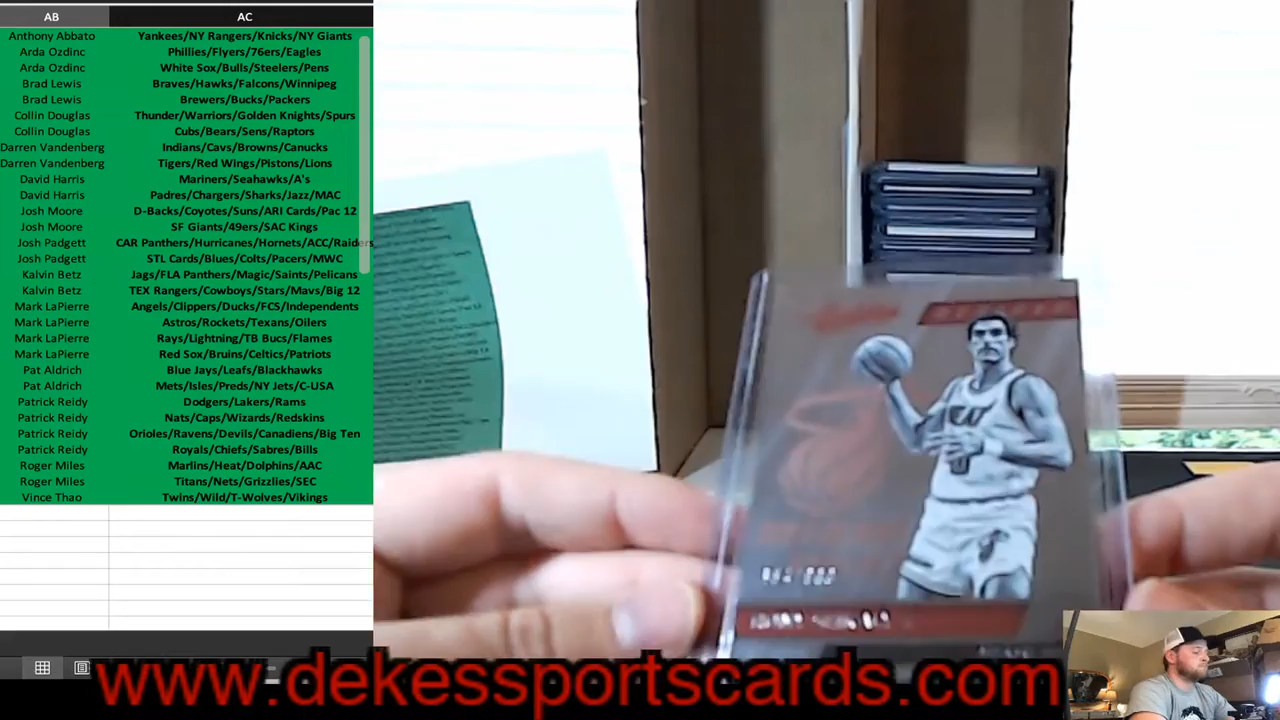 AB AC
Anthony Abbato Yankees/NY Rangers/Knicks/NY Giants
Arda Ozdinc Phillies/Flyers/76ers/Eagles
Arda Ozdinc White Sox/Bulls/Steelers/Pens
Brad Lewis Braves/Hawks/Falcons/Winnipeg
Brad Lewis Brewers/Bucks/Packers
Collin Douglas Thunder/Warriors/Golden Knights/Spurs
Collin Douglas Cubs/Bears/Sens/Raptors
Darren Vandenberg Indians/Cavs/Browns/Canucks
Darren Vandenberg Tigers/Red Wings/Pistons/Lions
David Harris Mariners/Seahawks/A's
David Harris Padres/Chargers/Sharks/Jazz/MAC
Josh Moore D-Backs/Coyotes/Suns/ARI Cards/Pac 12
Josh Moore SF Giants/49ers/SAC Kings
Josh Padgett CAR Panthers/Hurricanes/Hornets/ACC/Raiders
Josh Padgett STL Cards/Blues/Colts/Pacers/MWC
Kalvin Betz Jags/FLA Panthers/Magic/Saints/Pelicans
Kalvin Betz TEX Rangers/Cowboys/Stars/Mavs/Big 12
Mark LaPierre Angels/Clippers/Ducks/FCS/Independents
Mark LaPierre Astros/Rockets/Texans/Oilers
Mark LaPierre Rays/Lightning/TB Bucs/Flames
Mark LaPierre Red Sox/Bruins/Celtics/Patriots
Pat Aldrich Blue Jays/Leafs/Blackhawks
Pat Aldrich Mets/Isles/Preds/NY Jets/C-USA
Patrick Reidy Dodgers/Lakers/Rams
Patrick Reidy Nats/Caps/Wizards/Redskins
Patrick Reidy Orioles/Ravens/Devils/Canadiens/Big Ten
Patrick Reidy Royals/Chiefs/Sabres/Bills
Roger Miles Marlins/Heat/Dolphins/AAC
Roger Miles Titans/Nets/Grizzlies/SEC
Vince Thao Twins/Wild/T-Wolves/Vikings
HEAT
www.dekessportscards.com